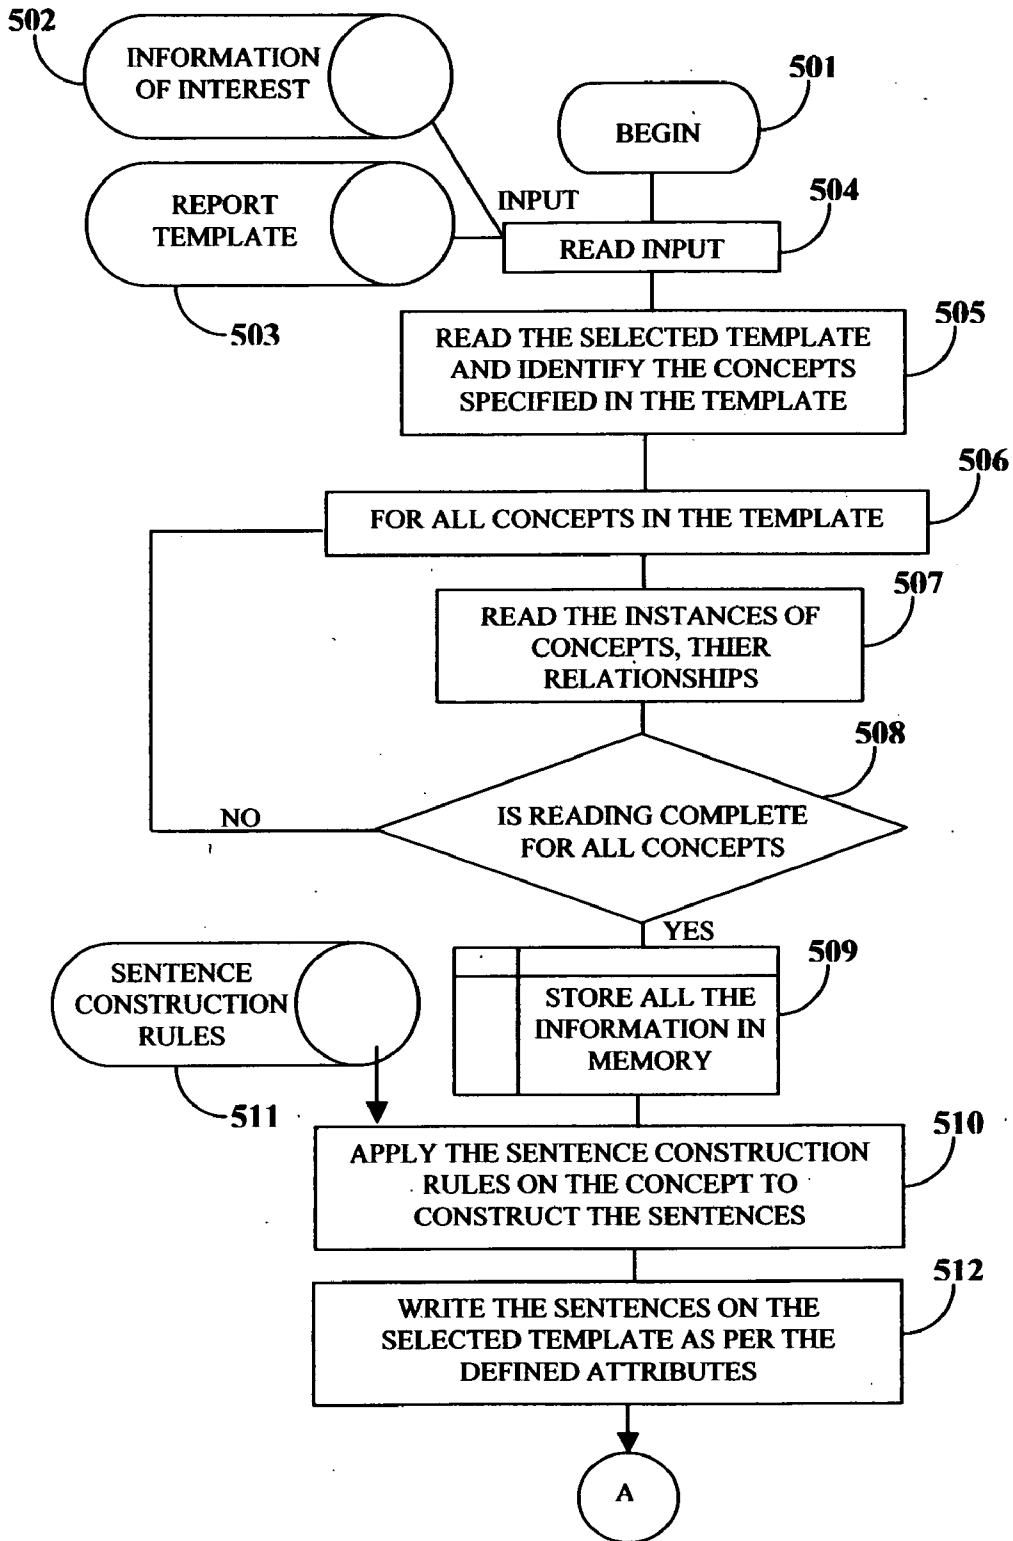 502
INFORMATION
OF INTEREST
501
BEGIN
REPORT
TEMPLATE
INPUT
504
READ INPUT
503
505
READ THE SELECTED TEMPLATE
AND IDENTIFY THE CONCEPTS
SPECIFIED IN THE TEMPLATE
506
FOR ALL CONCEPTS IN THE TEMPLATE
507
READ THE INSTANCES OF
CONCEPTS, THIER
RELATIONSHIPS
508
IS READING COMPLETE
FOR ALL CONCEPTS
NO
YES
509
STORE ALL THE
INFORMATION IN
MEMORY
SENTENCE
CONSTRUCTION
RULES
511
510
APPLY THE SENTENCE CONSTRUCTION
RULES ON THE CONCEPT TO
CONSTRUCT THE SENTENCES
512
WRITE THE SENTENCES ON THE
SELECTED TEMPLATE AS PER THE
DEFINED ATTRIBUTES
A